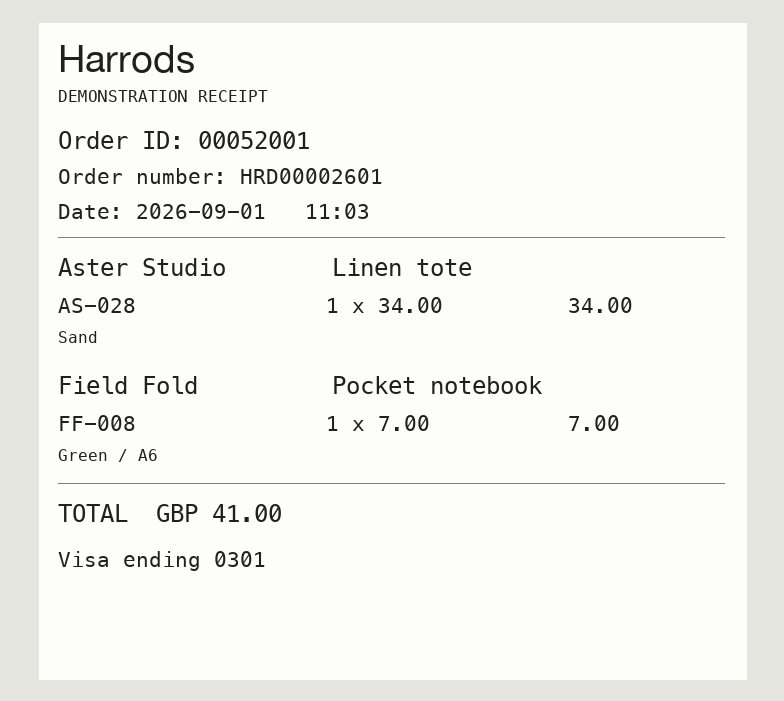 Harrods
DEMONSTRATION RECEIPT
Order ID: 00052001
Order number: HRD00002601
Date: 2026-09-01 11:03
Aster Studio Linen tote
AS-028 1 x 34.00 34.00
Sand
Field Fold Pocket notebook
FF-008 1 x 7.00 7.00
Green / A6
TOTAL GBP 41.00
Visa ending 0301